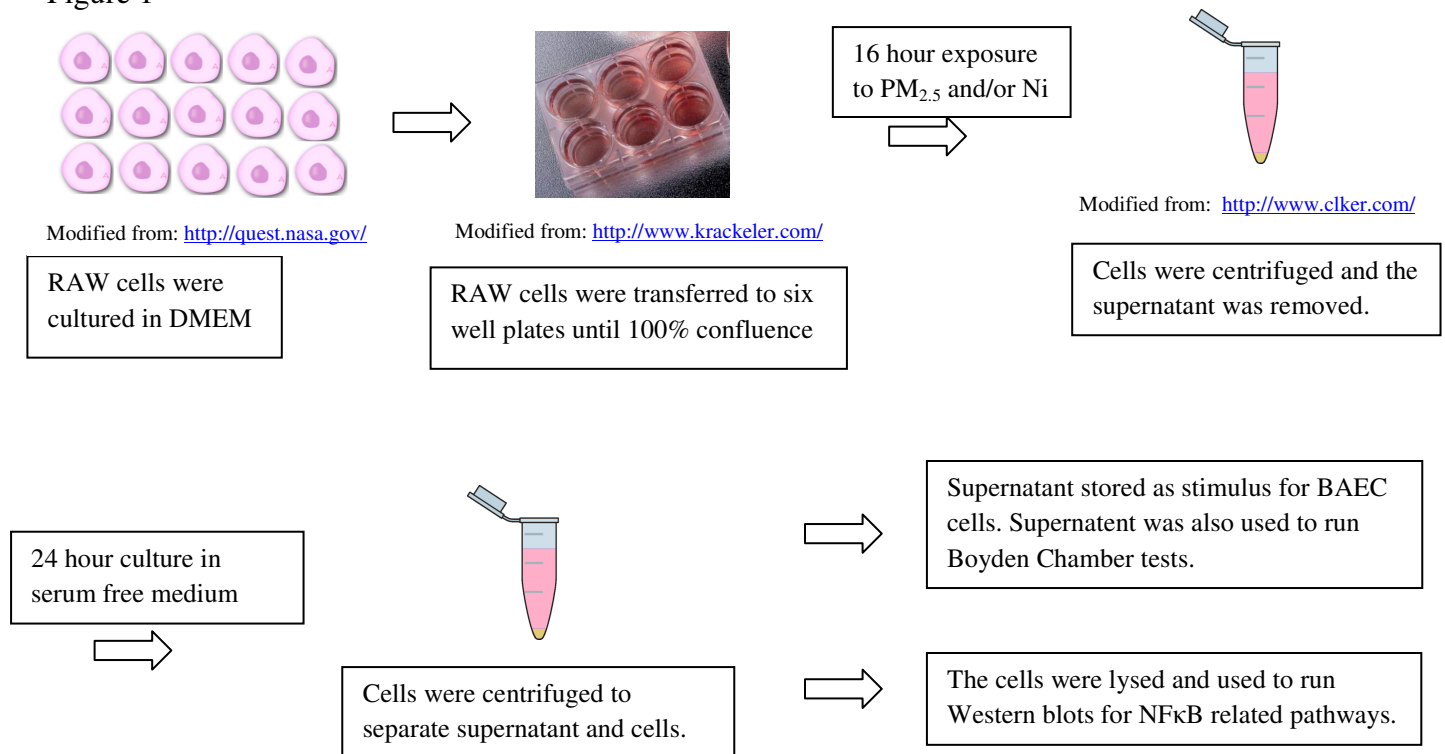 Figure 1
16 hour exposure
to PM2.5 and/or Ni
Modified from: http://quest.nasa.gov/
Modified from: http://www.krackeler.com/
Modified from: http://www.clker.com/
RAW cells were
cultured in DMEM
RAW cells were transferred to six
well plates until 100% confluence
Cells were centrifuged and the
supernatant was removed.
24 hour culture in
serum free medium
Cells were centrifuged to
separate supernatant and cells.
Supernatant stored as stimulus for BAEC
cells. Supernatent was also used to run
Boyden Chamber tests.
The cells were lysed and used to run
Western blots for NFκB related pathways.